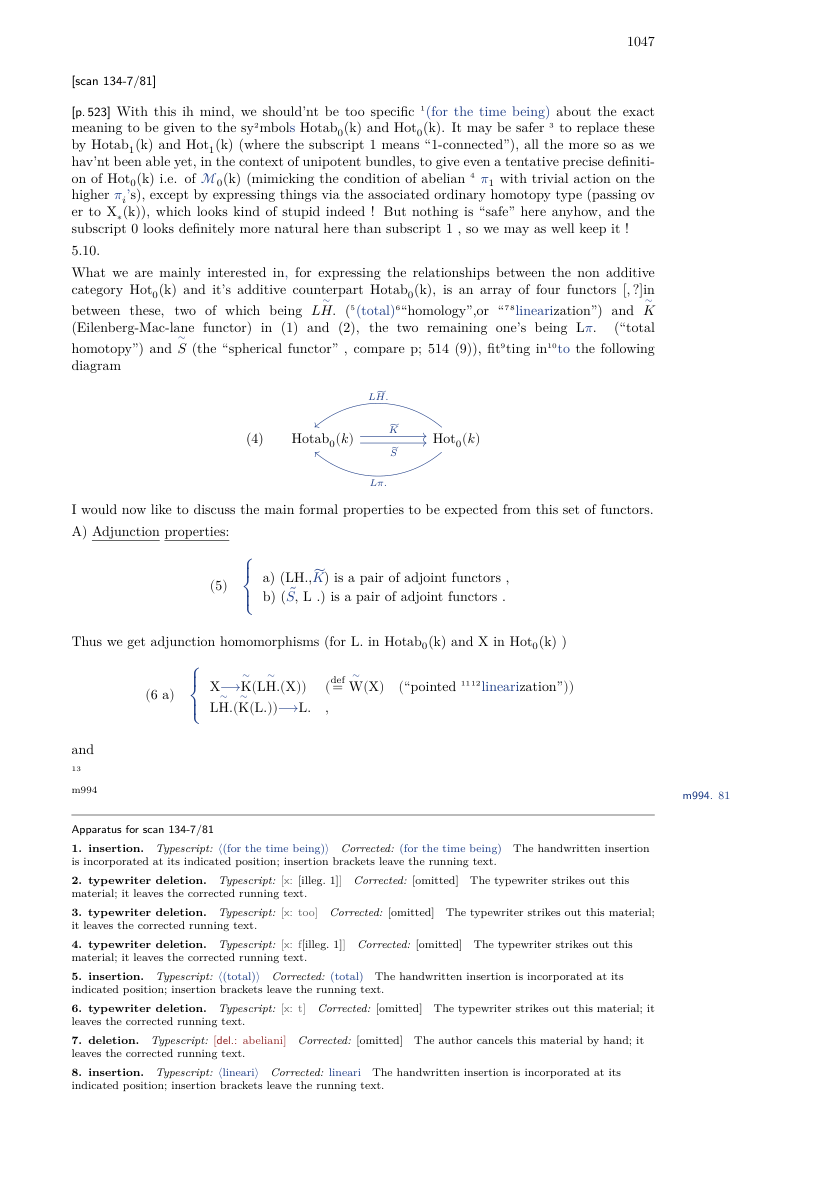 1047
[scan 134-7/81]
[p. 523] With this ih mind, we should'nt be too specific ¹(for the time being) about the exact
meaning to be given to the sy²mbols Hotab₀(k) and Hot₀(k). It may be safer ³ to replace these
by Hotab₁(k) and Hot₁(k) (where the subscript 1 means “1-connected”), all the more so as we
hav'nt been able yet, in the context of unipotent bundles, to give even a tentative precise definiti-
on of Hot₀(k) i.e. of ℳ₀(k) (mimicking the condition of abelian ⁴ π₁ with trivial action on the
higher πᵢ's), except by expressing things via the associated ordinary homotopy type (passing ov
er to X∗(k)), which looks kind of stupid indeed ! But nothing is “safe” here anyhow, and the
subscript 0 looks definitely more natural here than subscript 1 , so we may as well keep it !
5.10.
What we are mainly interested in, for expressing the relationships between the non additive
category Hot₀(k) and it's additive counterpart Hotab₀(k), is an array of four functors [, ?]in
between these, two of which being LH̃. (⁵(total)⁶“homology”,or “⁷⁸linearization”) and K̃
(Eilenberg-Mac-lane functor) in (1) and (2), the two remaining one's being Lπ. (“total
homotopy”) and S̃ (the “spherical functor” , compare p; 514 (9)), fit⁹ting in¹⁰to the following
diagram
LH̃.
(4) Hotab₀(k) K̃ Hot₀(k)
S̃
Lπ.
I would now like to discuss the main formal properties to be expected from this set of functors.
A) Adjunction properties:
(5) { a) (LH.,K̃) is a pair of adjoint functors ,
b) (S̃, L .) is a pair of adjoint functors .
Thus we get adjunction homomorphisms (for L. in Hotab₀(k) and X in Hot₀(k) )
(6 a) { X⟶K̃(LH̃.(X)) (≝ W̃(X) (“pointed ¹¹¹²linearization”))
LH̃.(K̃(L.))⟶L. ,
and
¹³
m994
m994. 81
Apparatus for scan 134-7/81
1. insertion. Typescript: ⟨(for the time being)⟩ Corrected: (for the time being) The handwritten insertion
is incorporated at its indicated position; insertion brackets leave the running text.
2. typewriter deletion. Typescript: [x: [illeg. 1]] Corrected: [omitted] The typewriter strikes out this
material; it leaves the corrected running text.
3. typewriter deletion. Typescript: [x: too] Corrected: [omitted] The typewriter strikes out this material;
it leaves the corrected running text.
4. typewriter deletion. Typescript: [x: f[illeg. 1]] Corrected: [omitted] The typewriter strikes out this
material; it leaves the corrected running text.
5. insertion. Typescript: ⟨(total)⟩ Corrected: (total) The handwritten insertion is incorporated at its
indicated position; insertion brackets leave the running text.
6. typewriter deletion. Typescript: [x: t] Corrected: [omitted] The typewriter strikes out this material; it
leaves the corrected running text.
7. deletion. Typescript: [del.: abeliani] Corrected: [omitted] The author cancels this material by hand; it
leaves the corrected running text.
8. insertion. Typescript: ⟨lineari⟩ Corrected: lineari The handwritten insertion is incorporated at its
indicated position; insertion brackets leave the running text.